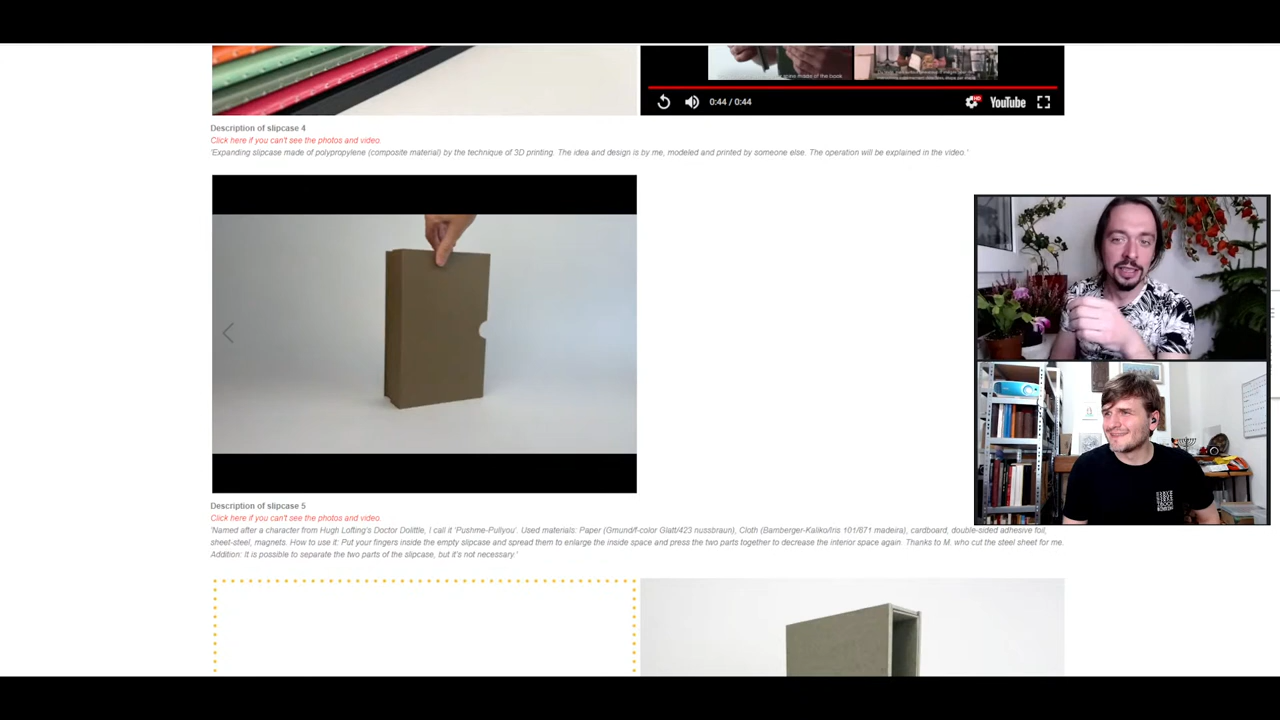 0:44 / 0:44
HD
YouTube
Description of slipcase 4
Click here if you can't see the photos and video.
'Expanding slipcase made of polypropylene (composite material) by the technique of 3D printing. The idea and design is by me, modeled and printed by someone else. The operation will be explained in the video.'
Description of slipcase 5
Click here if you can't see the photos and video.
'Named after a character from Hugh Lofting's Doctor Dolittle, I call it 'Pushme-Pullyou'. Used materials: Paper (Gmund/f-color Glatt/423 nussbraun), Cloth (Bamberger-Kaliko/Iris 101/871 madeira), cardboard, double-sided adhesive foil,
sheet-steel, magnets. How to use it: Put your fingers inside the empty slipcase and spread them to enlarge the inside space and press the two parts together to decrease the interior space again. Thanks to M. who cut the steel sheet for me.
Addition: It is possible to separate the two parts of the slipcase, but it's not necessary.'